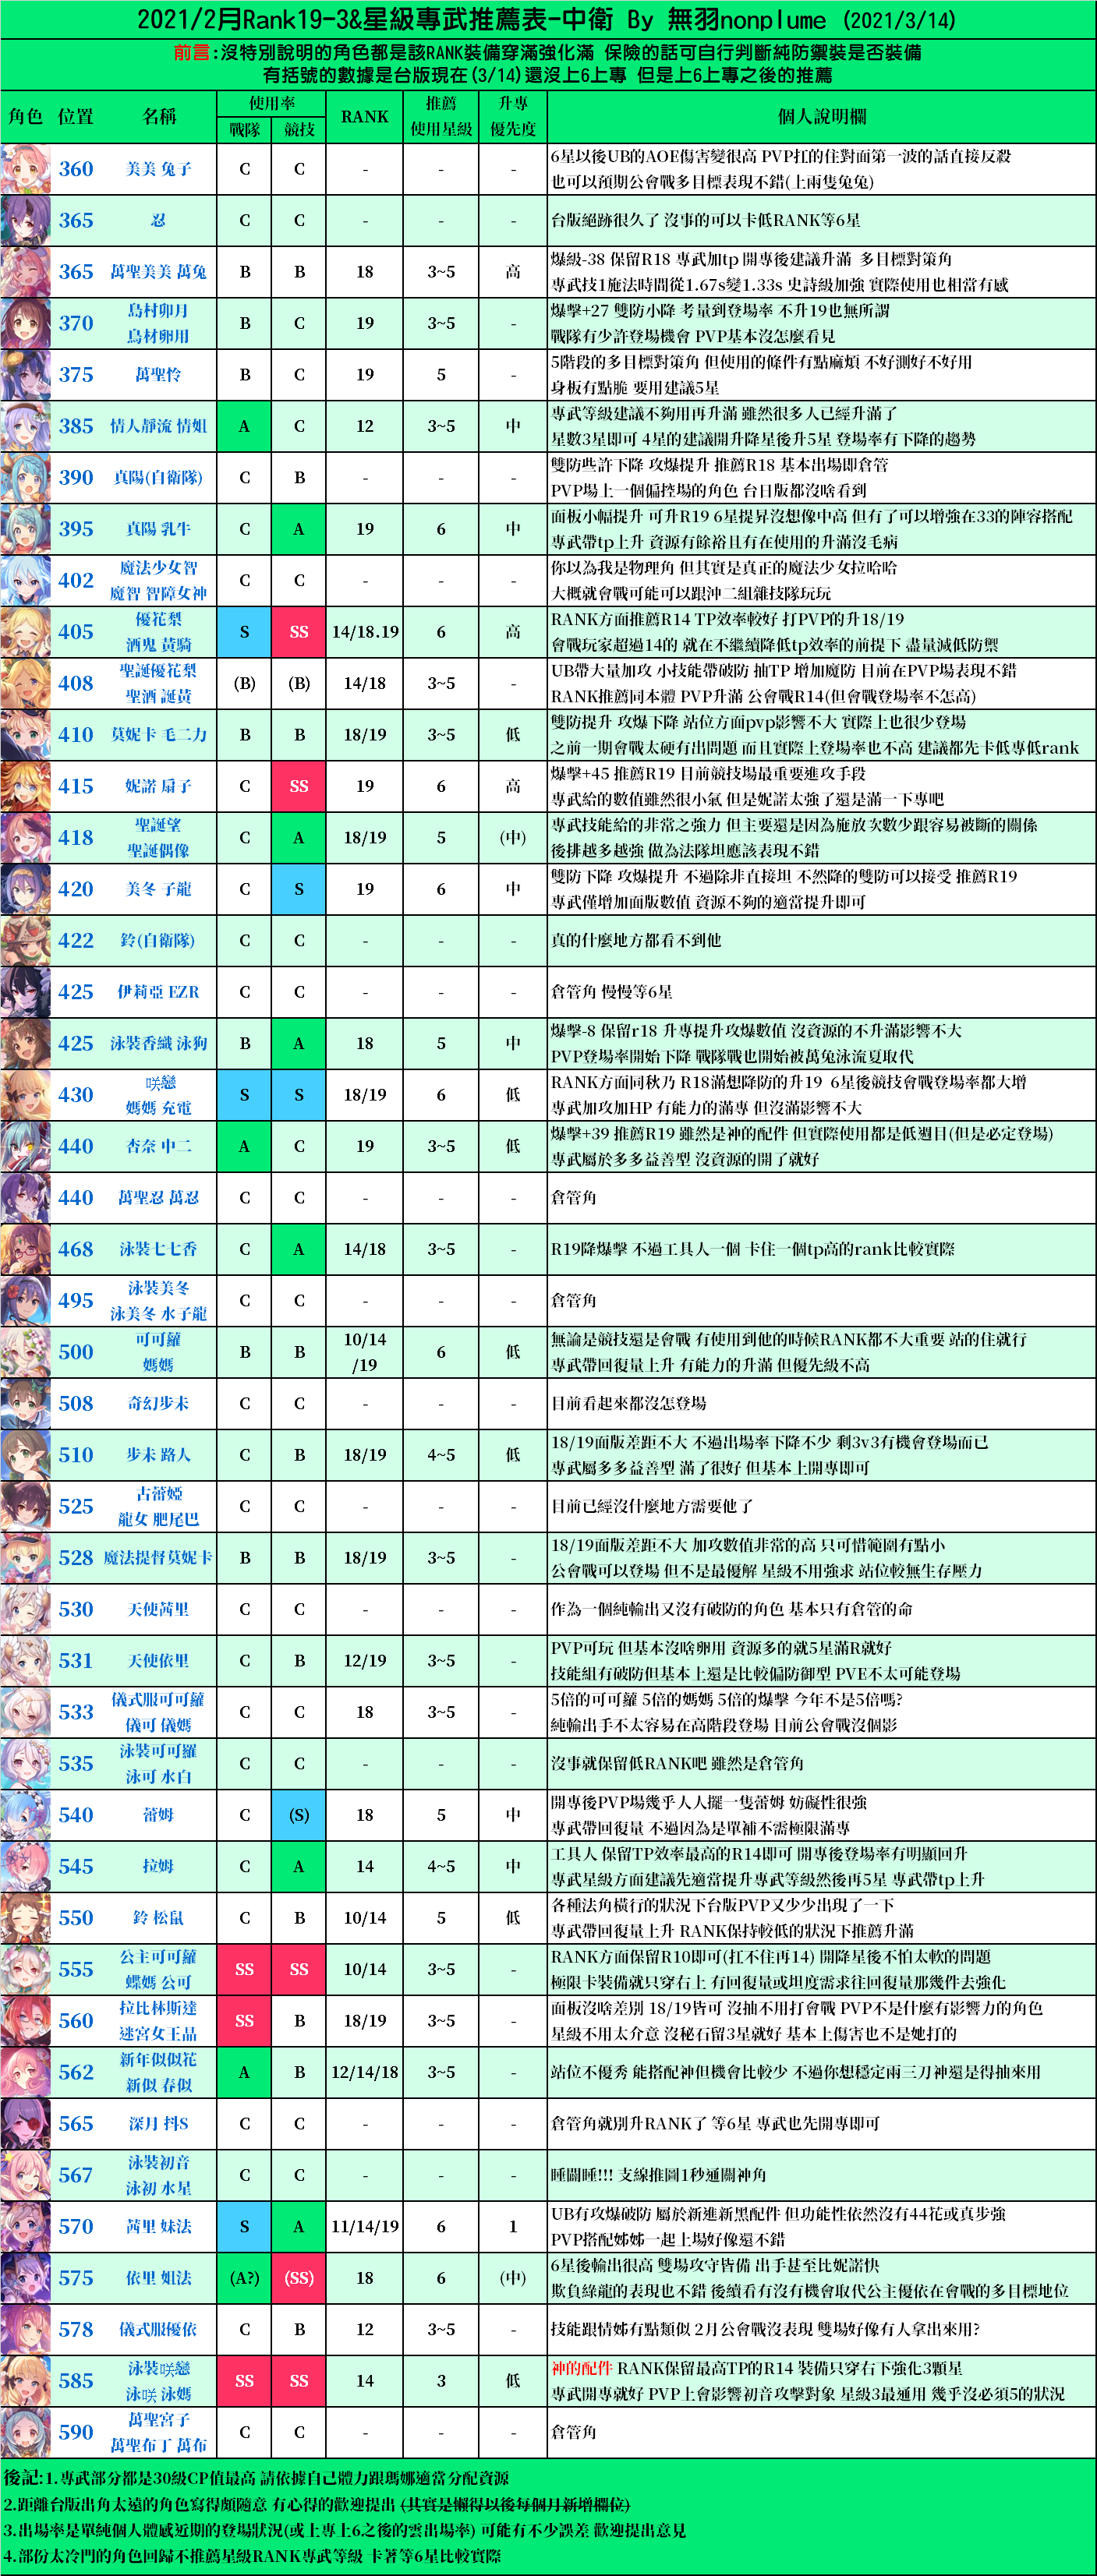 2021/2月Rank19-3&星級專武推薦表-中衛 By 無羽nonplume (2021/3/14)
前言:沒特別說明的角色都是該RANK裝備穿滿強化滿 保險的話可自行判斷純防禦裝是否裝備
有括號的數據是台版現在(3/14)還沒上6上專 但是上6上專之後的推薦
角色 位置 名稱 使用率 戰隊 競技 RANK 推薦 使用星級 升專 優先度 個人說明欄
360 美美 兔子 C C - - - 6星以後UB的AOE傷害變很高 PVP扛的住對面第一波的話直接反殺
也可以預期公會戰多目標表現不錯(上兩隻兔兔)
365 忍 C C - - - 台版絕跡很久了 沒事的可以卡低RANK等6星
365 萬聖美美 萬兔 B B 18 3~5 高 爆級-38 保留R18 專武加tp 開專後建議升滿 多目標對策角
專武技1施法時間從1.67s變1.33s 史詩級加強 實際使用也相當有感
370 島村卯月 B C 19 3~5 - 爆擊+27 雙防小降 考量到登場率 不升19也無所謂
島村卵用 戰隊有少許登場機會 PVP基本沒怎麼看見
375 萬聖怜 B C 19 5 - 5階段的多目標對策角 但使用的條件有點麻煩 不好測好不好用
身板有點脆 要用建議5星
385 情人靜流 情姐 A C 12 3~5 中 專武等級建議不夠用再升滿 雖然很多人已經升滿了
星數3星即可 4星的建議開升降星後升5星 登場率有下降的趨勢
390 真陽(自衛隊) C B - - - 雙防些許下降 攻爆提升 推薦R18 基本出場即倉管
PVP場上一個偏控場的角色 台日版都沒啥看到
395 真陽 乳牛 C A 19 6 中 面板小幅提升 可升R19 6星提昇沒想像中高 但有了可以增強在33的陣容搭配
專武帶tp上升 資源有餘裕且有在使用的升滿沒毛病
402 魔法少女智 C C - - - 你以為我是物理角 但其實是真正的魔法少女拉哈哈
魔智 智障女神 大概就會戰可能可以跟沖二組雜技隊玩玩
405 優花梨 S SS 14/18.19 6 高 RANK方面推薦R14 TP效率較好 打PVP的升18/19
酒鬼 黃騎 會戰玩家超過14的 就在不繼續降低tp效率的前提下 盡量減低防禦
408 聖誕優花梨 (B) (B) 14/18 3~5 - UB帶大量加攻 小技能帶破防 抽TP 增加魔防 目前在PVP場表現不錯
聖酒 誕黃 RANK推薦同本體 PVP升滿 公會戰R14(但會戰登場率不怎高)
410 莫妮卡 毛二力 B B 18/19 3~5 低 雙防提升 攻爆下降 站位方面pvp影響不大 實際上也很少登場
之前一期會戰太硬有出問題 而且實際上登場率也不高 建議都先卡低專低rank
415 妮諾 扇子 C SS 19 6 高 爆擊+45 推薦R19 目前競技場最重要進攻手段
專武給的數值雖然很小氣 但是妮諾太強了還是滿一下專吧
418 聖誕望 C A 18/19 5 (中) 專武技能給的非常之強力 但主要還是因為施放次數少跟容易被斷的關係
聖誕偶像 後排越多越強 做為法隊坦應該表現不錯
420 美冬 子龍 C S 19 6 中 雙防下降 攻爆提升 不過除非直接坦 不然降的雙防可以接受 推薦R19
專武僅增加面版數值 資源不夠的適當提升即可
422 鈴(自衛隊) C C - - - 真的什麼地方都看不到他
425 伊莉亞 EZR C C - - - 倉管角 慢慢等6星
425 泳裝香織 泳狗 B A 18 5 中 爆擊-8 保留r18 升專提升攻爆數值 沒資源的不升滿影響不大
PVP登場率開始下降 戰隊戰也開始被萬兔泳流夏取代
430 咲戀 S S 18/19 6 低 RANK方面同秋乃 R18滿想降防的升19 6星後競技會戰登場率都大增
媽媽 充電 專武加攻加HP 有能力的滿專 但沒滿影響不大
440 杏奈 中二 A C 19 3~5 低 爆擊+39 推薦R19 雖然是神的配件 但實際使用都是低週目(但是必定登場)
專武屬於多多益善型 沒資源的開了就好
440 萬聖忍 萬忍 C C - - - 倉管角
468 泳裝七七香 C A 14/18 3~5 - R19降爆擊 不過工具人一個 卡住一個tp高的rank比較實際
495 泳裝美冬 C C - - - 倉管角
泳美冬 水子龍
500 可可蘿 B B 10/14 /19 6 低 無論是競技還是會戰 有使用到他的時候RANK都不大重要 站的住就行
媽媽 專武帶回復量上升 有能力的升滿 但優先級不高
508 奇幻步未 C C - - - 目前看起來都沒怎登場
510 步未 路人 C B 18/19 4~5 低 18/19面版差距不大 不過出場率下降不少 剩3v3有機會登場而已
專武屬多多益善型 滿了很好 但基本上開專即可
525 古蕾婭 C C - - - 目前已經沒什麼地方需要他了
龍女 肥尾巴
528 魔法提督莫妮卡 B B 18/19 3~5 - 18/19面版差距不大 加攻數值非常的高 只可惜範圍有點小
公會戰可以登場 但不是最優解 星級不用強求 站位較無生存壓力
530 天使茜里 C C - - - 作為一個純輸出又沒有破防的角色 基本只有倉管的命
531 天使依里 C B 12/19 3~5 - PVP可玩 但基本沒啥卵用 資源多的就5星滿R就好
技能組有破防但基本上還是比較偏防御型 PVE不太可能登場
533 儀式服可可蘿 C C 18 3~5 - 5倍的可可蘿 5倍的媽媽 5倍的爆擊 今年不是5倍嗎?
儀可 儀媽 純輸出手不太容易在高階段登場 目前公會戰沒個影
535 泳裝可可羅 C C - - - 沒事就保留低RANK吧 雖然是倉管角
泳可 水白
540 蕾姆 C (S) 18 5 中 開專後PVP場幾乎人人擺一隻蕾姆 妨礙性很強
專武帶回復量 不過因為是單補不需極限滿專
545 拉姆 C A 14 4~5 中 工具人 保留TP效率最高的R14即可 開專後登場率有明顯回升
專武星級方面建議先適當提升專武等級然後再5星 專武帶tp上升
550 鈴 松鼠 C B 10/14 5 低 各種法角橫行的狀況下台版PVP又少少出現了一下
專武帶回復量上升 RANK保持較低的狀況下推薦升滿
555 公主可可蘿 SS SS 10/14 3~5 - RANK方面保留R10即可(扛不住再14) 開降星後不怕太軟的問題
蝶媽 公可 極限卡裝備就只穿右上 有回復量或坦度需求往回復量那幾件去強化
560 拉比林斯達 SS B 18/19 3~5 - 面板沒啥差別 18/19皆可 沒抽不用打會戰 PVP不是什麼有影響力的角色
迷宮女王晶 星級不用太介意 沒秘石留3星就好 基本上傷害也不是她打的
562 新年似似花 A B 12/14/18 3~5 - 站位不優秀 能搭配神但機會比較少 不過你想穩定兩三刀神還是得抽來用
新似 春似
565 深月 抖S C C - - - 倉管角就別升RANK了 等6星 專武也先開專即可
567 泳裝初音 C C - - - 睡鬪睡!!! 支線推圖1秒通關神角
泳初 水星
570 茜里 妹法 S A 11/14/19 6 1 UB有攻爆破防 屬於新進新黑配件 但功能性依然沒有44花或真步強
PVP搭配姊姊一起上場好像還不錯
575 依里 姐法 (A?) (SS) 18 6 (中) 6星後輸出很高 雙場攻守皆備 出手甚至比妮諾快
欺負綠龍的表現也不錯 後續看有沒有機會取代公主優依在會戰的多目標地位
578 儀式服優依 C B 12 3~5 - 技能跟情姊有點類似 2月公會戰沒表現 雙場好像有人拿出來用?
585 泳裝咲戀 SS SS 14 3 低 神的配件 RANK保留最高TP的R14 裝備只穿右下強化3顆星
泳咲 泳媽 專武開專就好 PVP上會影響初音攻擊對象 星級3最通用 幾乎沒必須5的狀況
590 萬聖宮子 C C - - - 倉管角
萬聖布丁 萬布
後記:1.專武部分都是30級CP值最高 請依據自己體力跟瑪娜適當分配資源
2.距離台版出角太遠的角色寫得頗隨意 有心得的歡迎提出 (其實是懶得以後每個月新增欄位)
3.出場率是單純個人體感近期的登場狀況(或上專上6之後的雲出場率) 可能有不少誤差 歡迎提出意見
4.部份太冷門的角色回歸不推薦星級RANK專武等級 卡著等6星比較實際